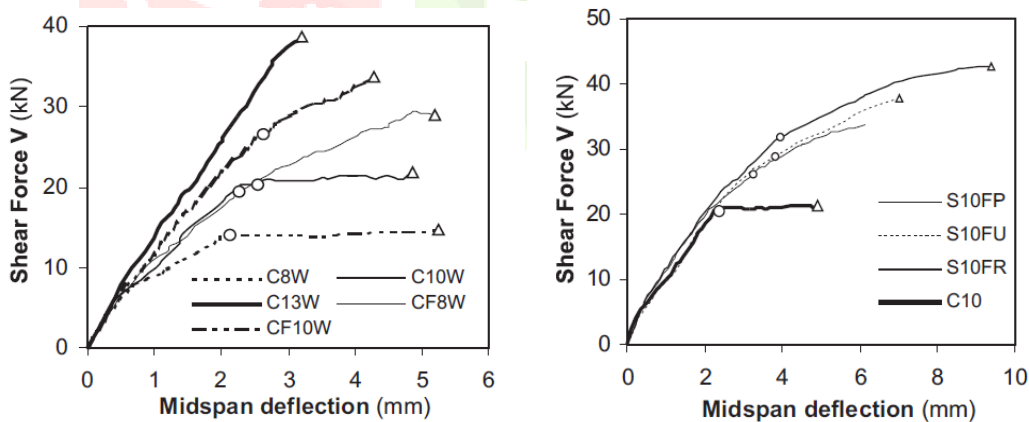 40
30
20
10
0
Shear Force V (kN)
0 1 2 3 4 5 6
Midspan deflection (mm)
C8W C10W
C13W CF8W
CF10W
50
40
30
20
10
0
Shear Force V (kN)
0 2 4 6 8 10
Midspan deflection (mm)
S10FP
S10FU
S10FR
C10